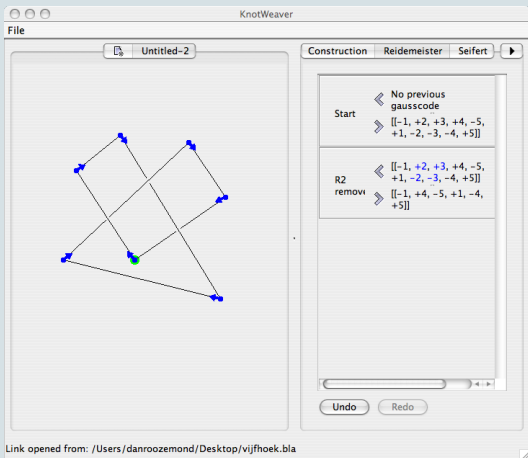 KnotWeaver
File
Untitled-2
Construction Reidemeister Seifert
Start
No previous
gausscode
[[-1, +2, +3, +4, -5,
+1, -2, -3, -4, +5]]
R2
remov
[[-1, +2, +3, +4, -5,
+1, -2, -3, -4, +5]]
[[-1, +4, -5, +1, -4,
+5]]
Undo Redo
Link opened from: /Users/danroozemond/Desktop/vijfhoek.bla